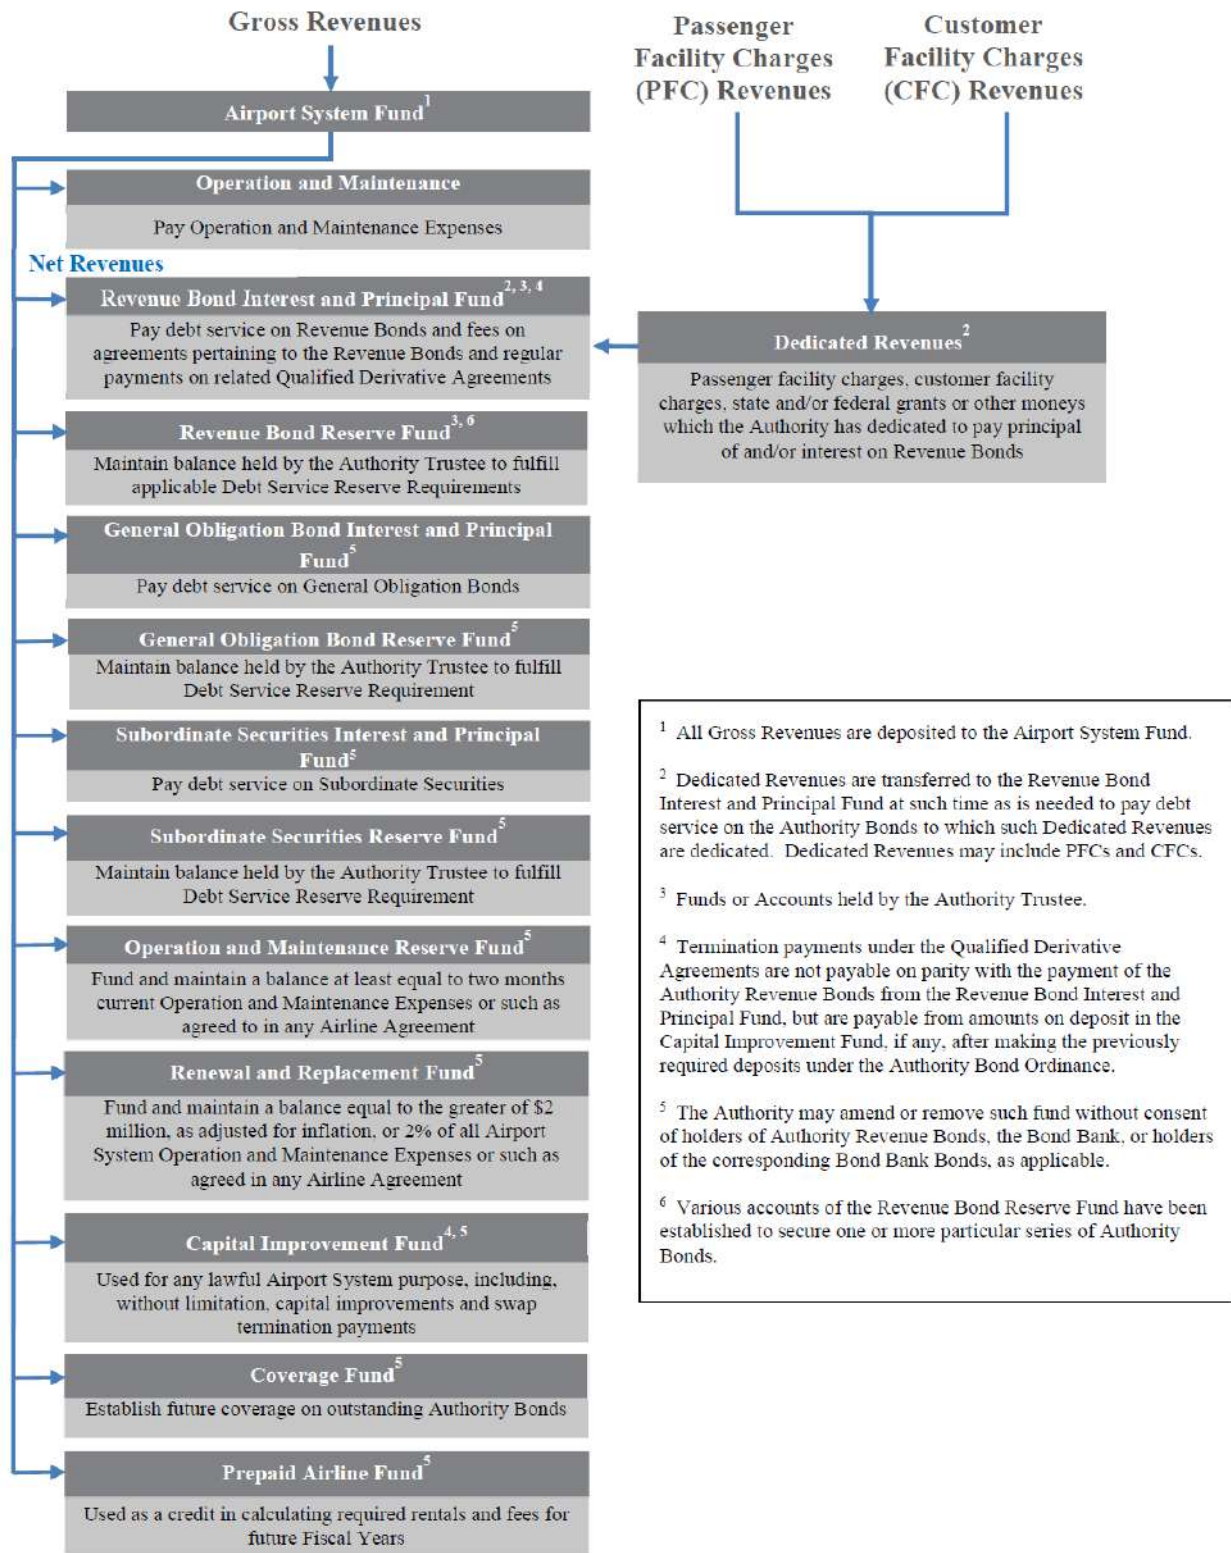 Gross Revenues
Airport System Fund1
Operation and Maintenance
Pay Operation and Maintenance Expenses
Net Revenues
Revenue Bond Interest and Principal Fund2, 3, 4
Pay debt service on Revenue Bonds and fees on
agreements pertaining to the Revenue Bonds and regular
payments on related Qualified Derivative Agreements
Revenue Bond Reserve Fund3, 6
Maintain balance held by the Authority Trustee to fulfill
applicable Debt Service Reserve Requirements
General Obligation Bond Interest and Principal
Fund5
Pay debt service on General Obligation Bonds
General Obligation Bond Reserve Fund5
Maintain balance held by the Authority Trustee to fulfill
Debt Service Reserve Requirement
Subordinate Securities Interest and Principal
Fund5
Pay debt service on Subordinate Securities
Subordinate Securities Reserve Fund5
Maintain balance held by the Authority Trustee to fulfill
Debt Service Reserve Requirement
Operation and Maintenance Reserve Fund5
Fund and maintain a balance at least equal to two months
current Operation and Maintenance Expenses or such as
agreed to in any Airline Agreement
Renewal and Replacement Fund5
Fund and maintain a balance equal to the greater of $2
million, as adjusted for inflation, or 2% of all Airport
System Operation and Maintenance Expenses or such as
agreed in any Airline Agreement
Capital Improvement Fund4, 5
Used for any lawful Airport System purpose, including,
without limitation, capital improvements and swap
termination payments
Coverage Fund5
Establish future coverage on outstanding Authority Bonds
Prepaid Airline Fund5
Used as a credit in calculating required rentals and fees for
future Fiscal Years
Passenger
Facility Charges
(PFC) Revenues
Customer
Facility Charges
(CFC) Revenues
Dedicated Revenues2
Passenger facility charges, customer facility
charges, state and/or federal grants or other moneys
which the Authority has dedicated to pay principal
of and/or interest on Revenue Bonds
1 All Gross Revenues are deposited to the Airport System Fund.
2 Dedicated Revenues are transferred to the Revenue Bond
Interest and Principal Fund at such time as is needed to pay debt
service on the Authority Bonds to which such Dedicated Revenues
are dedicated. Dedicated Revenues may include PFCs and CFCs.
3 Funds or Accounts held by the Authority Trustee.
4 Termination payments under the Qualified Derivative
Agreements are not payable on parity with the payment of the
Authority Revenue Bonds from the Revenue Bond Interest and
Principal Fund, but are payable from amounts on deposit in the
Capital Improvement Fund, if any, after making the previously
required deposits under the Authority Bond Ordinance.
5 The Authority may amend or remove such fund without consent
of holders of Authority Revenue Bonds, the Bond Bank, or holders
of the corresponding Bond Bank Bonds, as applicable.
6 Various accounts of the Revenue Bond Reserve Fund have been
established to secure one or more particular series of Authority
Bonds.